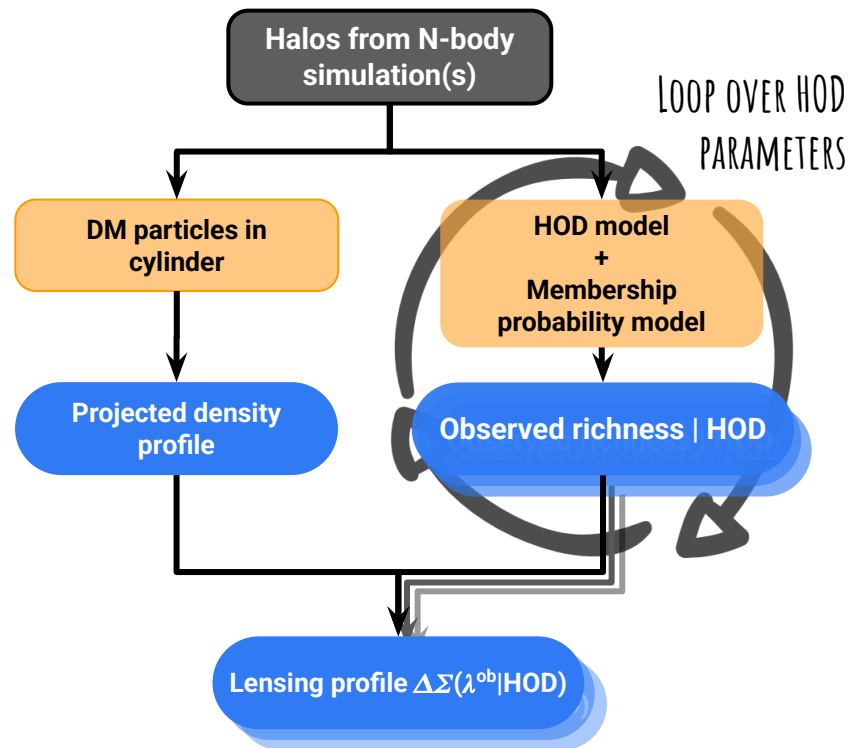 Halos from N-body
simulation(s)
LOOP OVER HOD
PARAMETERS
DM particles in
cylinder
HOD model
+
Membership
probability model
Projected density
profile
Observed richness | HOD
Lensing profile ΔΣ(λᵒᵇ|HOD)